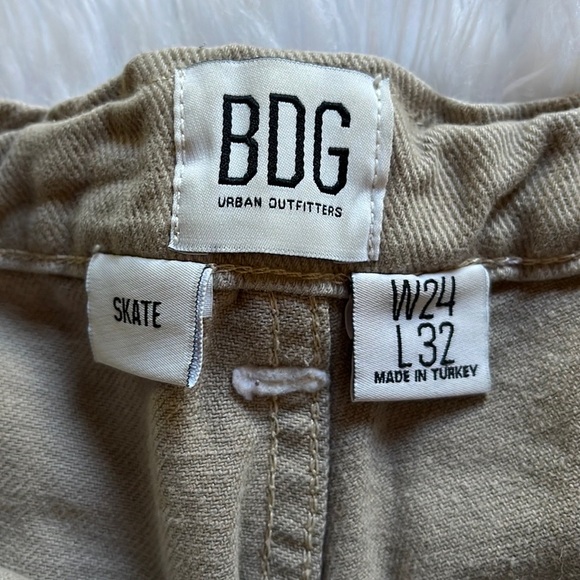 BDG
URBAN OUTFITTERS
SKATE
W24
L32
MADE IN TURKEY